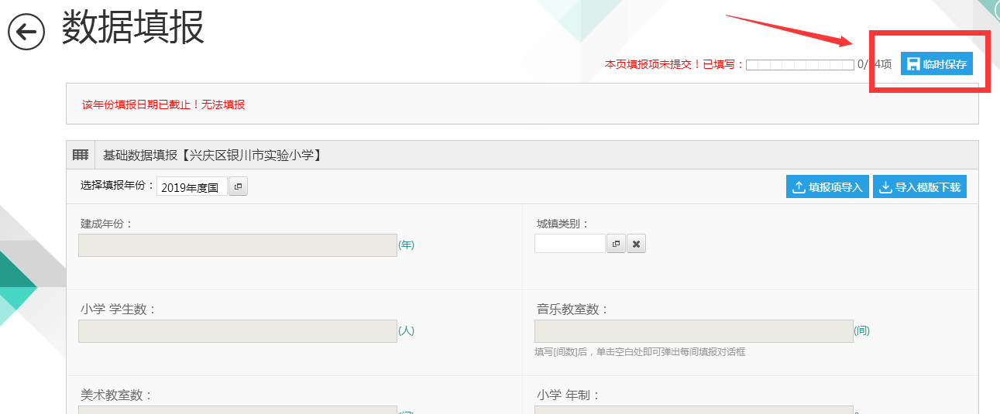 数据填报
本页填报项未提交！已填写： 0/ 4项 临时保存
该年份填报日期已截止！无法填报
基础数据填报【兴庆区银川市实验小学】
选择填报年份： 2019年度国 填报项导入 导入模版下载
建成年份： 城镇类别：
(年)
小学 学生数： 音乐教室数：
(人) (间)
填写[间数]后，单击空白处即可弹出每间填报对话框
美术教室数： 小学 年制：